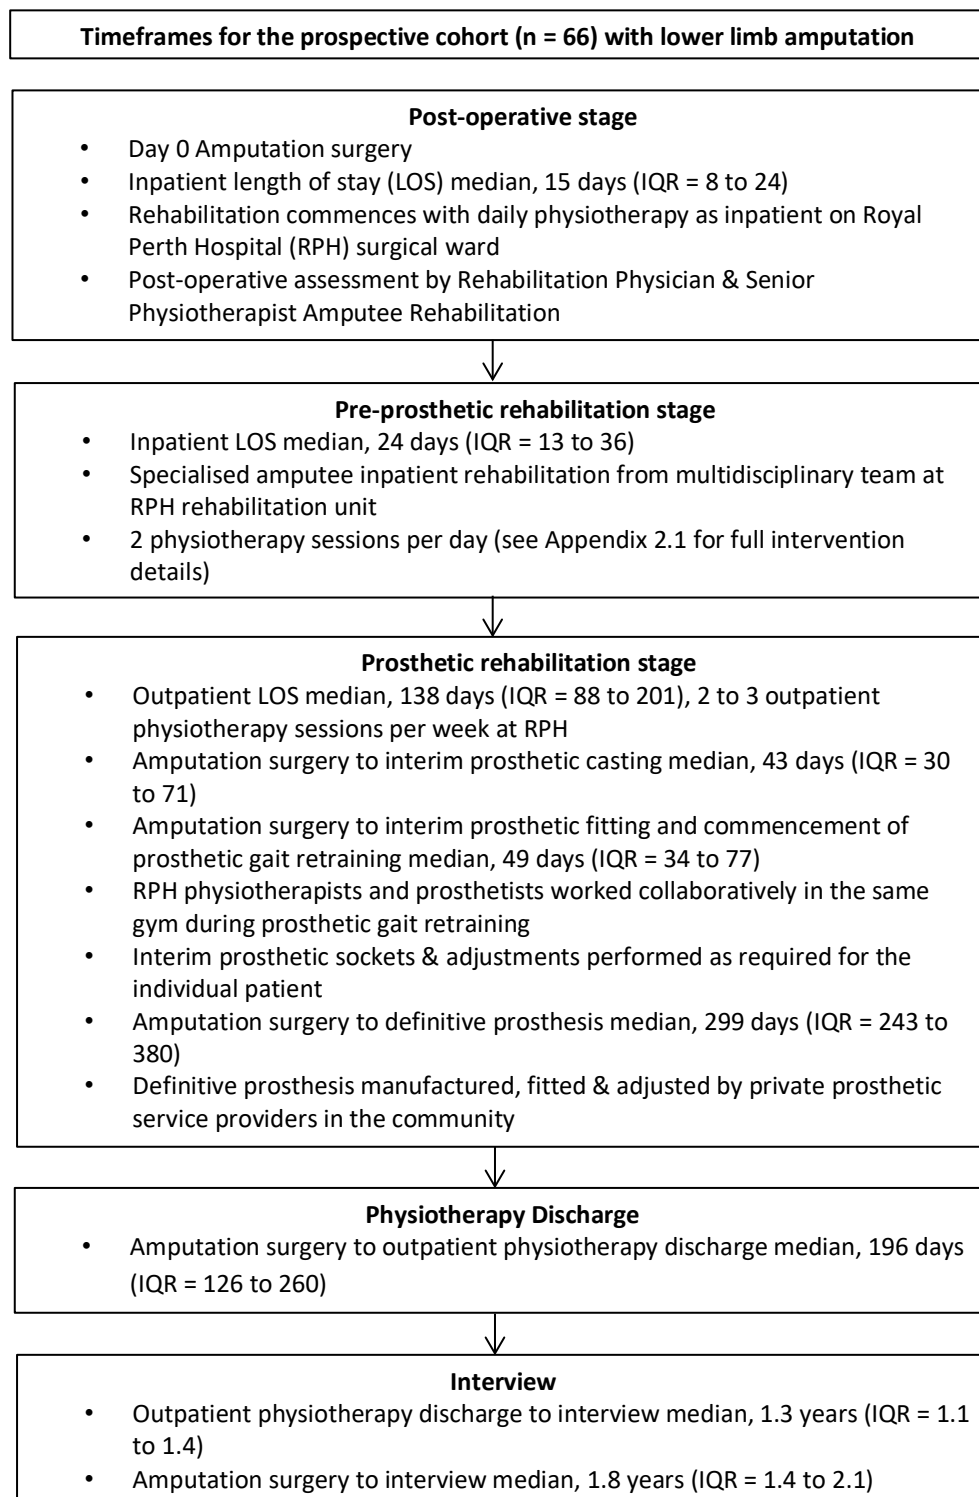 Timeframes for the prospective cohort (n = 66) with lower limb amputation
Post-operative stage
• Day 0 Amputation surgery
• Inpatient length of stay (LOS) median, 15 days (IQR = 8 to 24)
• Rehabilitation commences with daily physiotherapy as inpatient on Royal
Perth Hospital (RPH) surgical ward
• Post-operative assessment by Rehabilitation Physician & Senior
Physiotherapist Amputee Rehabilitation
Pre-prosthetic rehabilitation stage
• Inpatient LOS median, 24 days (IQR = 13 to 36)
• Specialised amputee inpatient rehabilitation from multidisciplinary team at
RPH rehabilitation unit
• 2 physiotherapy sessions per day (see Appendix 2.1 for full intervention
details)
Prosthetic rehabilitation stage
• Outpatient LOS median, 138 days (IQR = 88 to 201), 2 to 3 outpatient
physiotherapy sessions per week at RPH
• Amputation surgery to interim prosthetic casting median, 43 days (IQR = 30
to 71)
• Amputation surgery to interim prosthetic fitting and commencement of
prosthetic gait retraining median, 49 days (IQR = 34 to 77)
• RPH physiotherapists and prosthetists worked collaboratively in the same
gym during prosthetic gait retraining
• Interim prosthetic sockets & adjustments performed as required for the
individual patient
• Amputation surgery to definitive prosthesis median, 299 days (IQR = 243 to
380)
• Definitive prosthesis manufactured, fitted & adjusted by private prosthetic
service providers in the community
Physiotherapy Discharge
• Amputation surgery to outpatient physiotherapy discharge median, 196 days
(IQR = 126 to 260)
Interview
• Outpatient physiotherapy discharge to interview median, 1.3 years (IQR = 1.1
to 1.4)
• Amputation surgery to interview median, 1.8 years (IQR = 1.4 to 2.1)